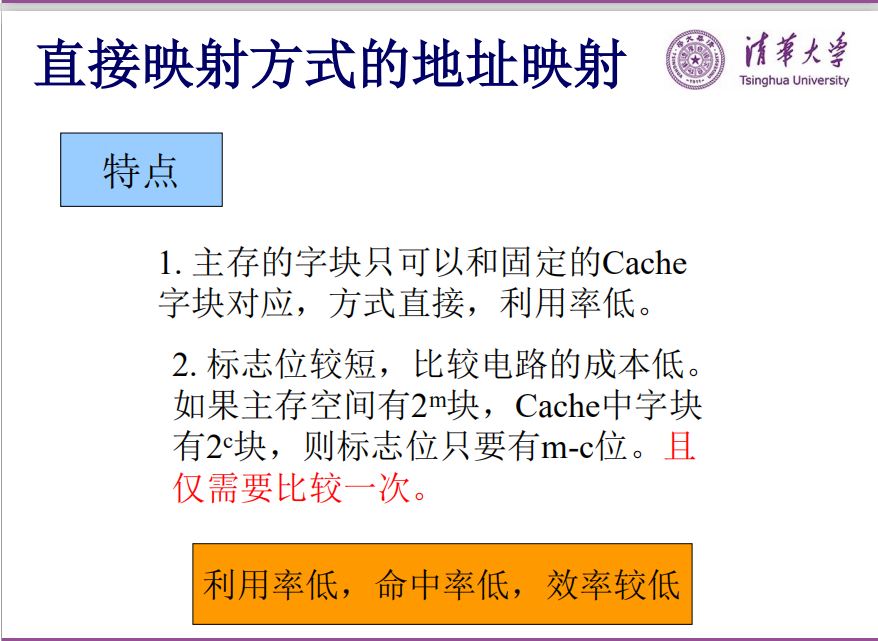 直接映射方式的地址映射
清华大学
Tsinghua University
特点
1. 主存的字块只可以和固定的Cache
字块对应，方式直接，利用率低。
2. 标志位较短，比较电路的成本低。
如果主存空间有2ᵐ块，Cache中字块
有2ᶜ块，则标志位只要有m-c位。且
仅需要比较一次。
利用率低，命中率低，效率较低